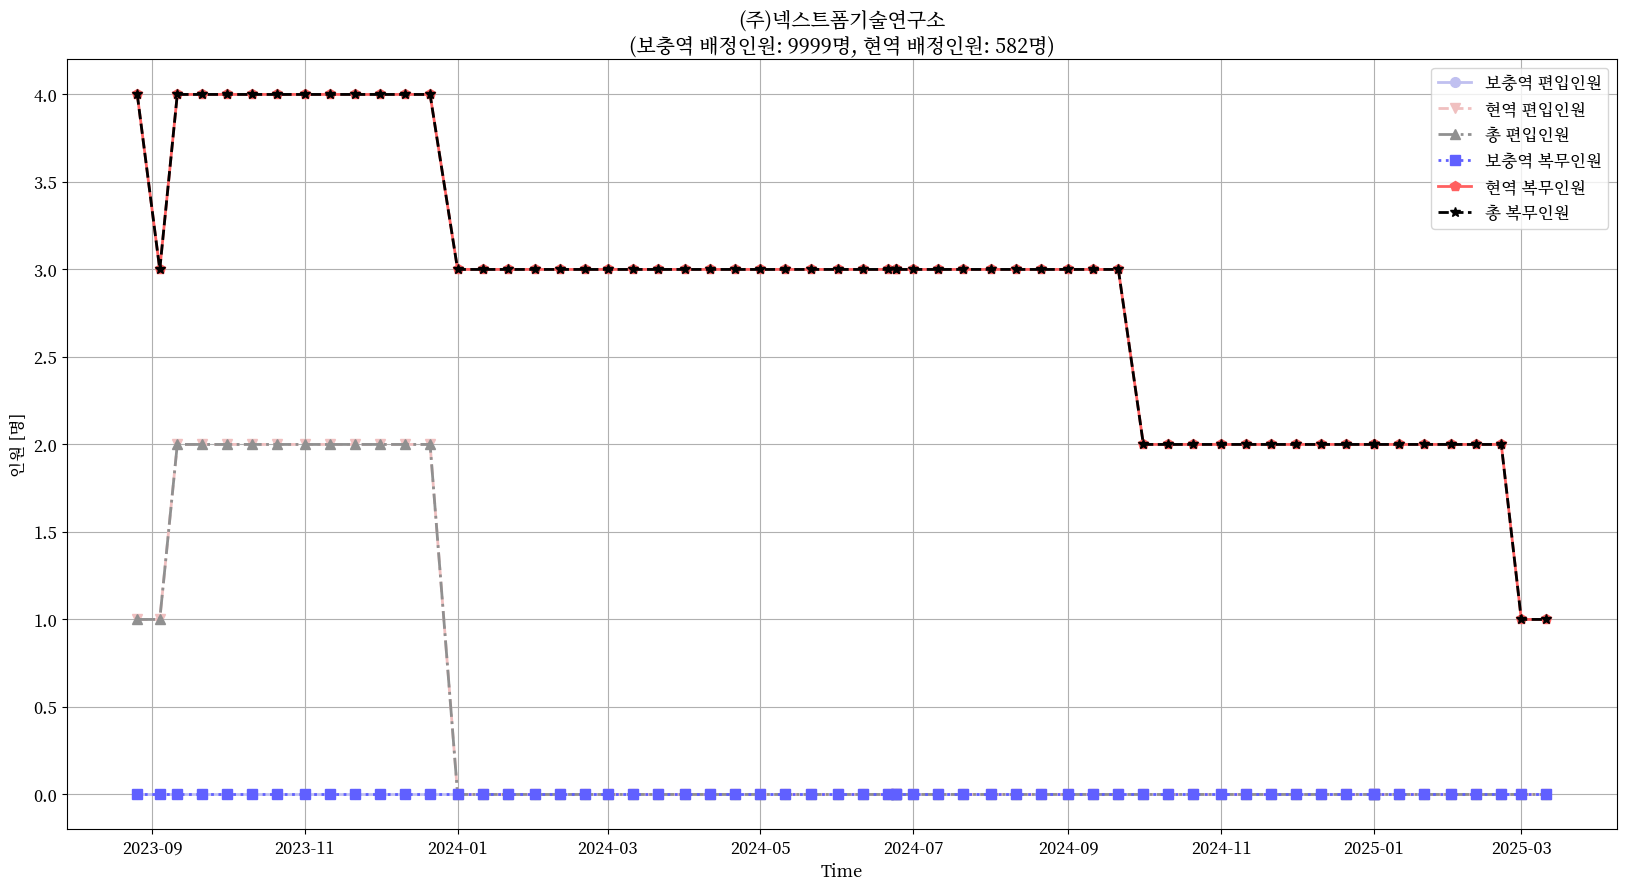 (주)넥스트폼기술연구소
(보충역 배정인원: 9999명, 현역 배정인원: 582명)
보충역 편입인원
현역 편입인원
총 편입인원
보충역 복무인원
현역 복무인원
총 복무인원
4.0
3.5
3.0
2.5
2.0
1.5
1.0
0.5
0.0
인원 [명]
2023-09
2023-11
2024-01
2024-03
2024-05
2024-07
2024-09
2024-11
2025-01
2025-03
Time